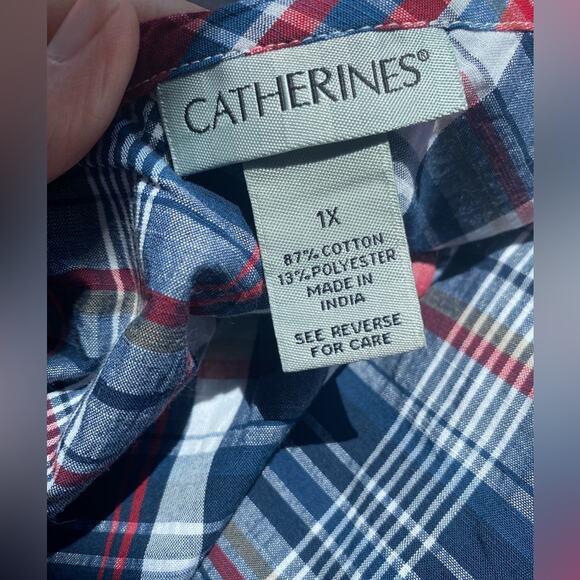 CATHERINES®
1X
87% COTTON
13% POLYESTER
MADE IN
INDIA
SEE REVERSE
FOR CARE